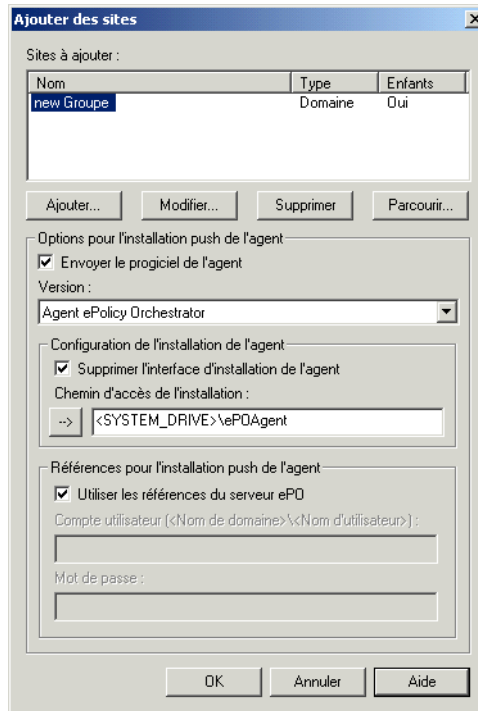 Ajouter des sites
Sites à ajouter :
Nom Type Enfants
new Groupe Domaine Oui
Ajouter... Modifier... Supprimer Parcourir...
Options pour l'installation push de l'agent
Envoyer le progiciel de l'agent
Version :
Agent ePolicy Orchestrator
Configuration de l'installation de l'agent
Supprimer l'interface d'installation de l'agent
Chemin d'accès de l'installation :
--> <SYSTEM_DRIVE>\ePOAgent
Références pour l'installation push de l'agent
Utiliser les références du serveur ePO
Compte utilisateur (<Nom de domaine>\<Nom d'utilisateur>) :
Mot de passe :
OK Annuler Aide